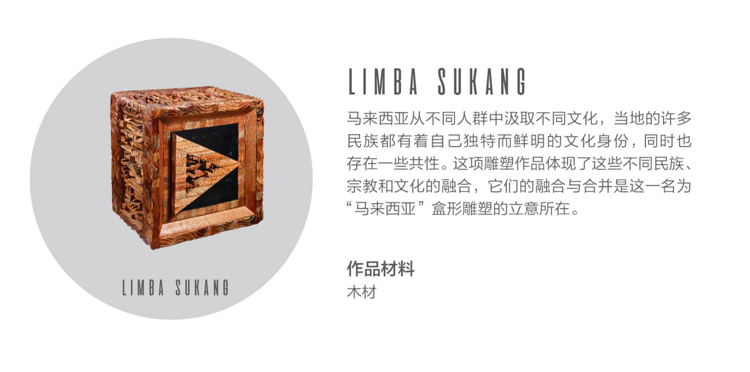 LIMBA SUKANG
马来西亚从不同人群中汲取不同文化，当地的许多
民族都有着自己独特而鲜明的文化身份，同时也
存在一些共性。这项雕塑作品体现了这些不同民族、
宗教和文化的融合，它们的融合与合并是这一名为
“马来西亚”盒形雕塑的立意所在。
作品材料
木材
LIMBA SUKANG